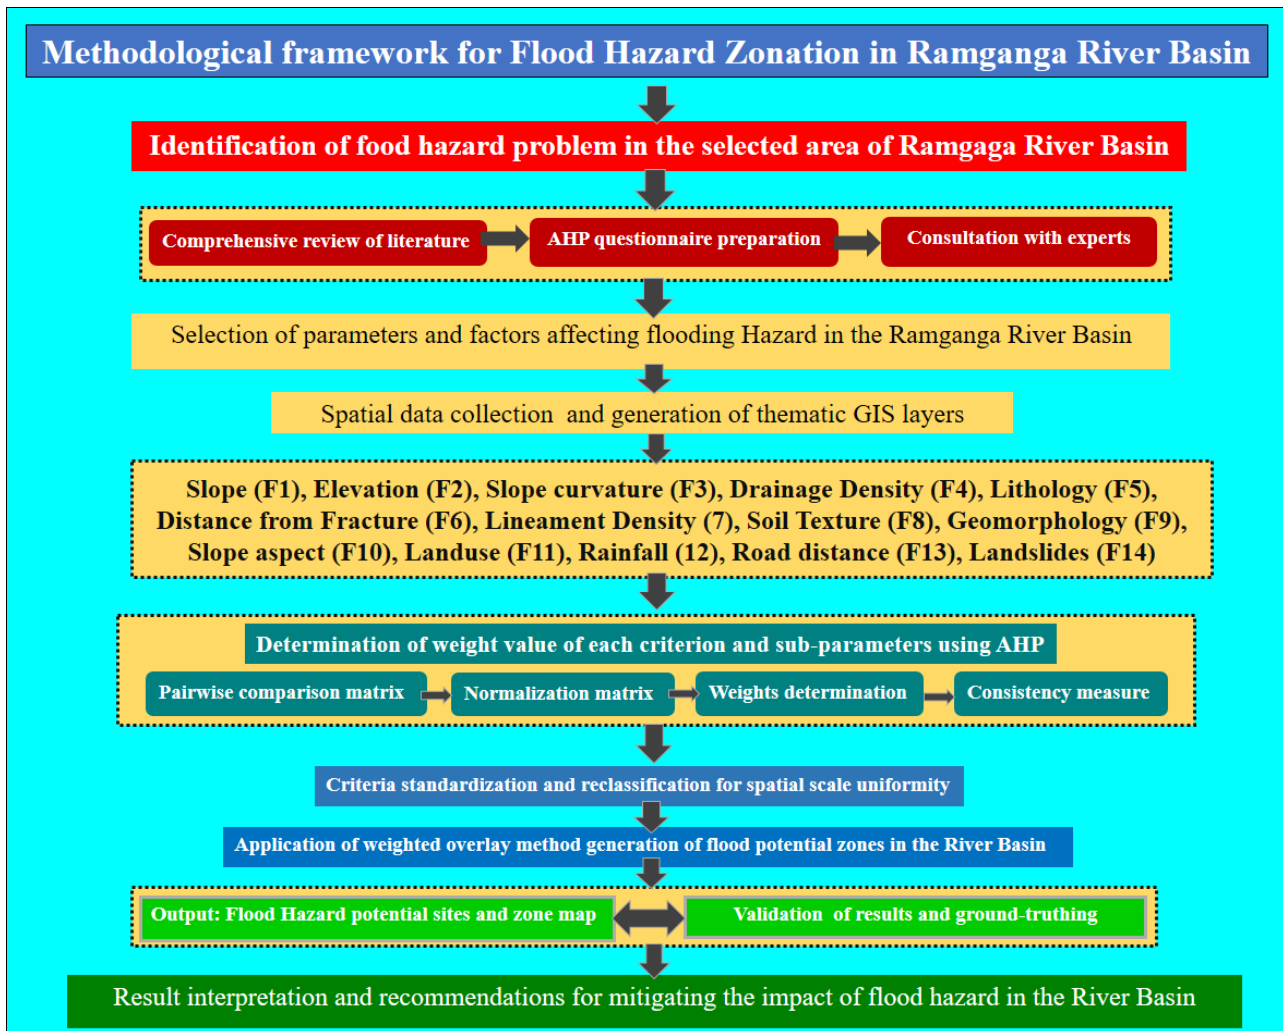 Methodological framework for Flood Hazard Zonation in Ramganga River Basin
Identification of food hazard problem in the selected area of Ramgaga River Basin
Comprehensive review of literature
AHP questionnaire preparation
Consultation with experts
Selection of parameters and factors affecting flooding Hazard in the Ramganga River Basin
Spatial data collection and generation of thematic GIS layers
Slope (F1), Elevation (F2), Slope curvature (F3), Drainage Density (F4), Lithology (F5),
Distance from Fracture (F6), Lineament Density (7), Soil Texture (F8), Geomorphology (F9),
Slope aspect (F10), Landuse (F11), Rainfall (12), Road distance (F13), Landslides (F14)
Determination of weight value of each criterion and sub-parameters using AHP
Pairwise comparison matrix
Normalization matrix
Weights determination
Consistency measure
Criteria standardization and reclassification for spatial scale uniformity
Application of weighted overlay method generation of flood potential zones in the River Basin
Output: Flood Hazard potential sites and zone map
Validation of results and ground-truthing
Result interpretation and recommendations for mitigating the impact of flood hazard in the River Basin